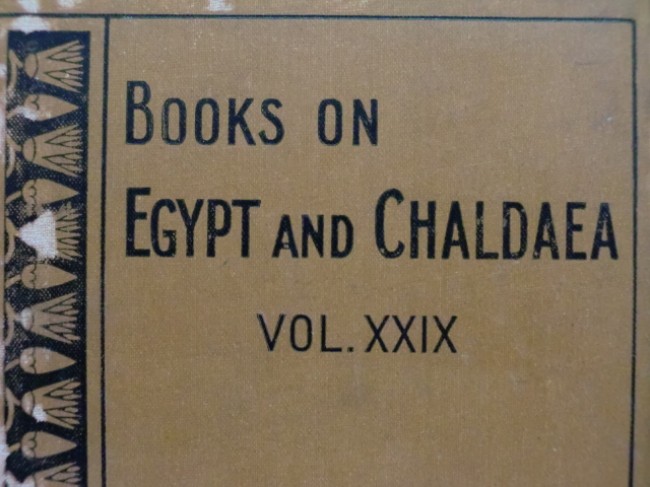 BOOKS ON
EGYPT AND CHALDAEA
VOL. XXIX